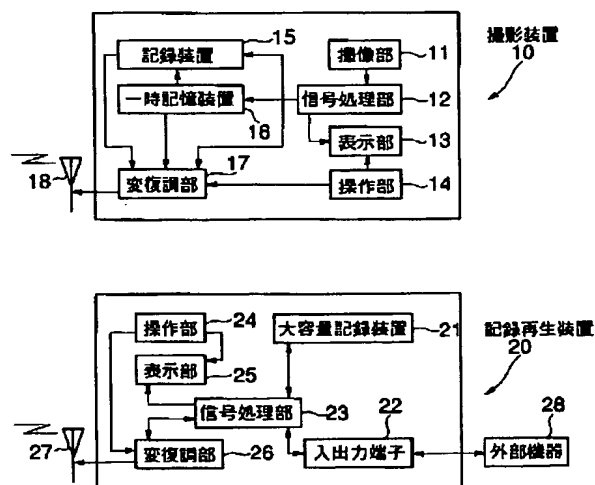 撮影装置
10
記録装置
15
撮像部
11
一時記憶装置
16
信号処理部
12
表示部
13
18
変復調部
17
操作部
14
記録再生装置
20
操作部
24
大容量記録装置
21
表示部
25
信号処理部
23
22
28
27
変復調部
26
入出力端子
外部機器